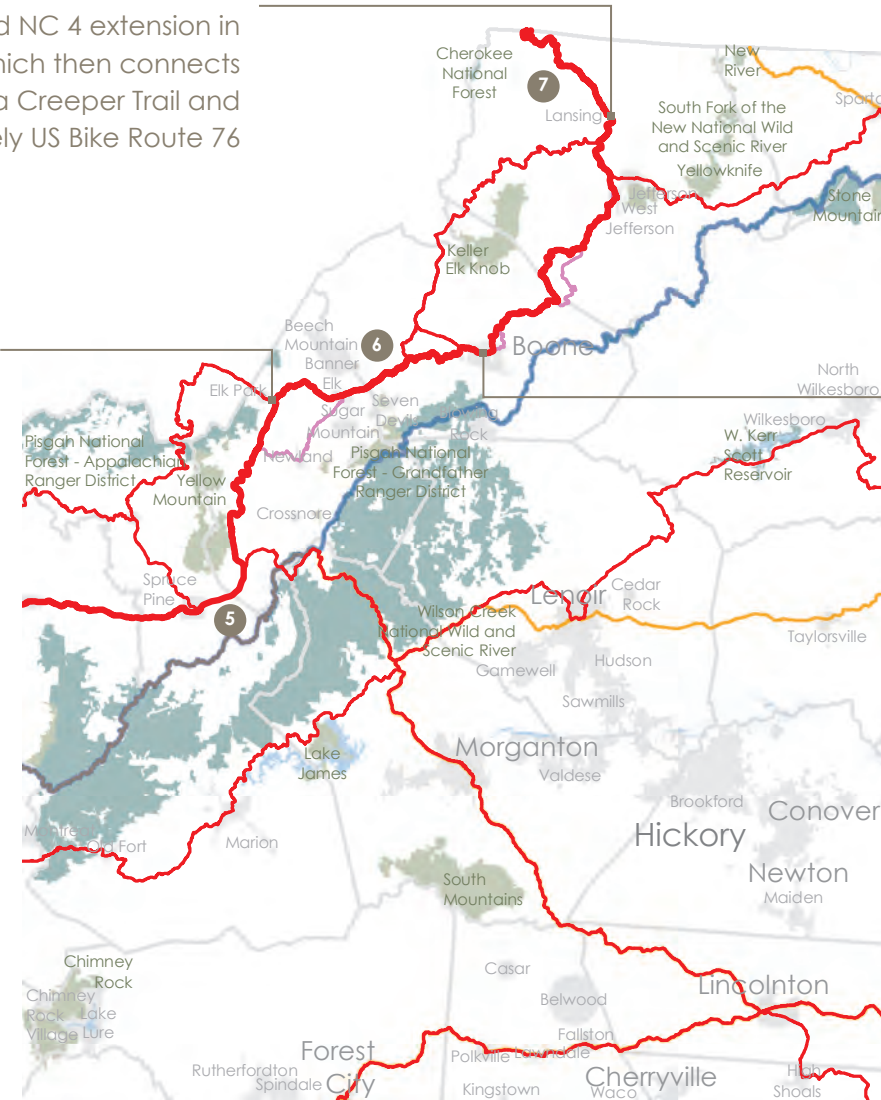 d NC 4 extension in
hich then connects
a Creeper Trail and
ely US Bike Route 76
Cherokee
National
Forest
7
New
River
Lansing
South Fork of the
New National Wild
and Scenic River
Yellowknife
Sparta
Jefferson
West
Jefferson
Stone
Mountain
Keller
Elk Knob
Beech
Mountain
Banner
Elk
6
Boone
North
Wilkesboro
Elk Park
Sugar
Mountain
Seven
Devils
Rock
Wilkesboro
W. Kerr
Scott
Reservoir
Pisgah National
Forest - Appalachian
Ranger District
Newland
Pisgah National
Forest - Grandfather
Ranger District
Yellow
Mountain
Crossnore
Spruce
Pine
5
Lenoir
Cedar
Rock
Wilson Creek
National Wild and
Scenic River
Taylorsville
Gamewell
Hudson
Sawmills
Lake
James
Morganton
Valdese
Brookford
Conover
Hickory
Old Fort
Marion
Newton
Maiden
South
Mountains
Chimney
Rock
Casar
Lincolnton
Chimney
Rock
Village
Lake
Lure
Belwood
Fallston
Forest
City
Polkville
Lawndale
Rutherfordton
Spindale
Kingstown
Cherryville
Waco
High
Shoals